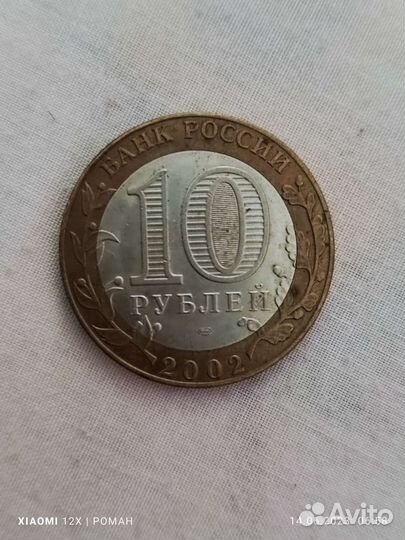 БАНК РОССИИ
10
РУБЛЕЙ
2002
XIAOMI 12X | РОМАН
Avito